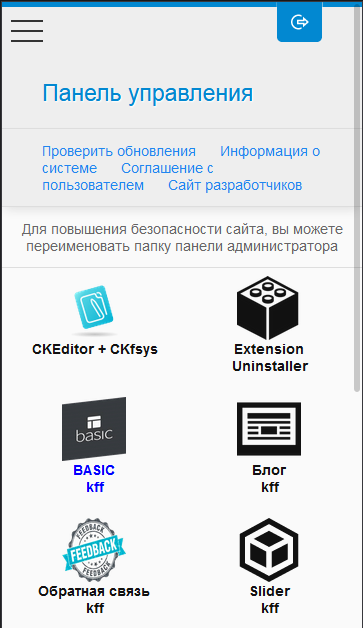 Панель управления
Проверить обновления Информация о
системе Соглашение с
пользователем Сайт разработчиков
Для повышения безопасности сайта, вы можете
переименовать папку панели администратора
CKEditor + CKfsys
Extension
Uninstaller
basic
BASIC
kff
Блог
kff
FEEDBACK
FEEDBACK
FEEDBACK
Обратная связь
kff
Slider
kff